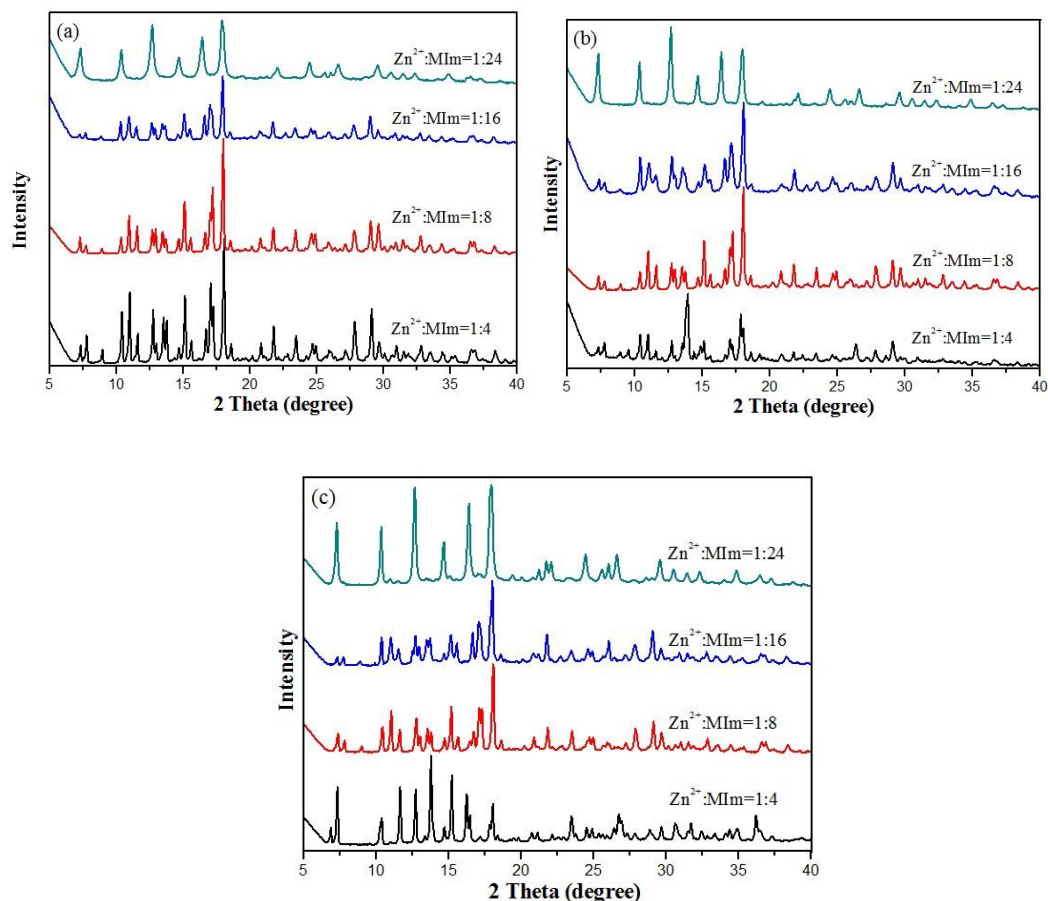 (a)
Zn²⁺:MIm=1:24
Zn²⁺:MIm=1:16
Zn²⁺:MIm=1:8
Zn²⁺:MIm=1:4
Intensity
5 10 15 20 25 30 35 40
2 Theta (degree)
(b)
Zn²⁺:MIm=1:24
Zn²⁺:MIm=1:16
Zn²⁺:MIm=1:8
Zn²⁺:MIm=1:4
Intensity
5 10 15 20 25 30 35 40
2 Theta (degree)
(c)
Zn²⁺:MIm=1:24
Zn²⁺:MIm=1:16
Zn²⁺:MIm=1:8
Zn²⁺:MIm=1:4
Intensity
5 10 15 20 25 30 35 40
2 Theta (degree)